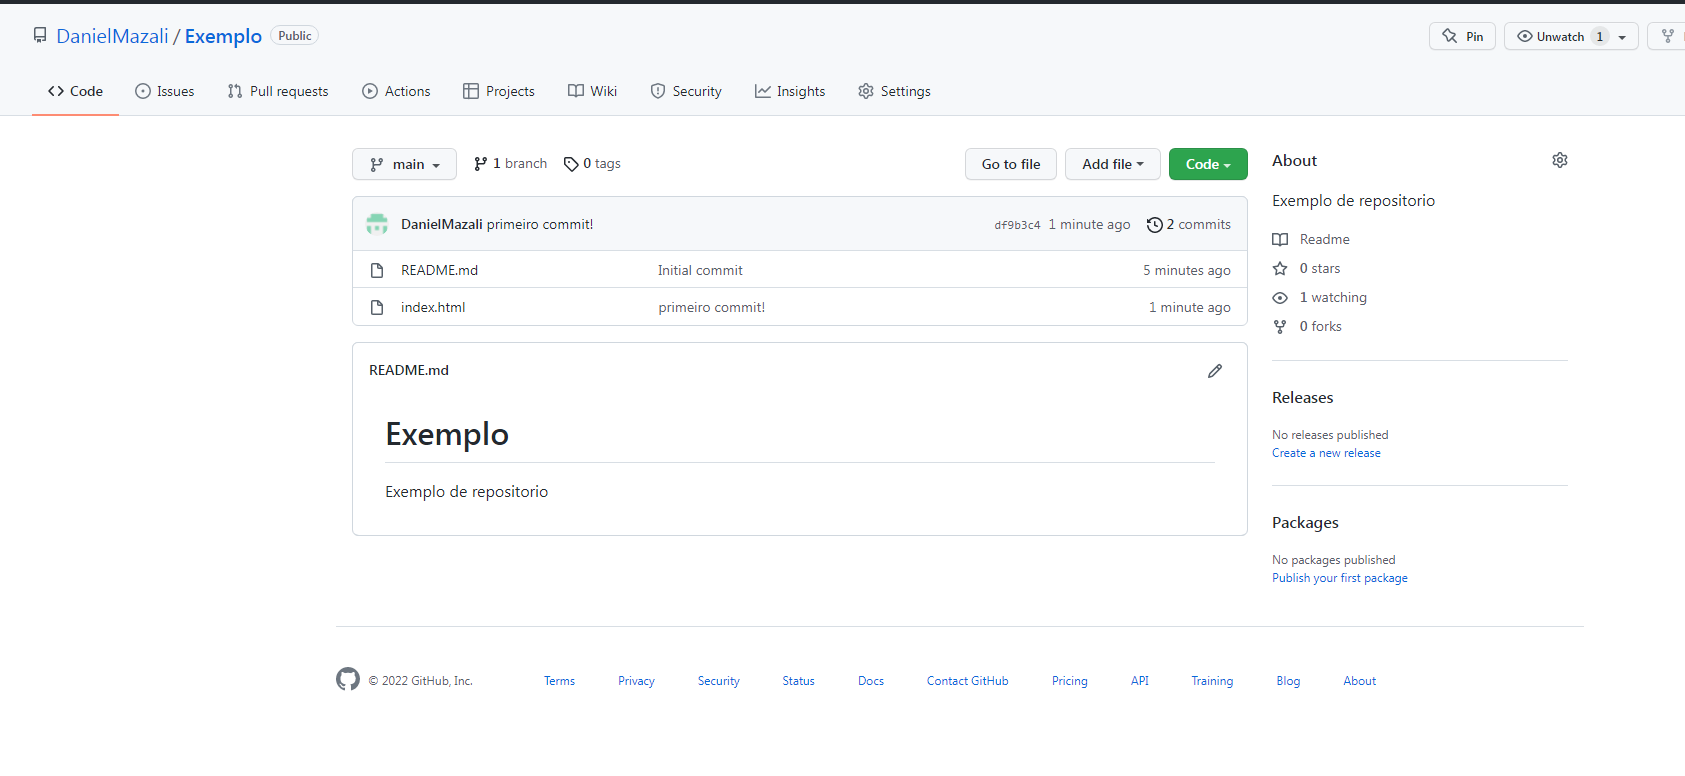 DanielMazali / Exemplo Public
Pin
Unwatch 1
Code Issues Pull requests Actions Projects Wiki Security Insights Settings
main 1 branch 0 tags Go to file Add file Code
DanielMazali primeiro commit! df9b3c4 1 minute ago 2 commits
README.md Initial commit 5 minutes ago
index.html primeiro commit! 1 minute ago
README.md
Exemplo
Exemplo de repositorio
About
Exemplo de repositorio
Readme
0 stars
1 watching
0 forks
Releases
No releases published
Create a new release
Packages
No packages published
Publish your first package
© 2022 GitHub, Inc. Terms Privacy Security Status Docs Contact GitHub Pricing API Training Blog About